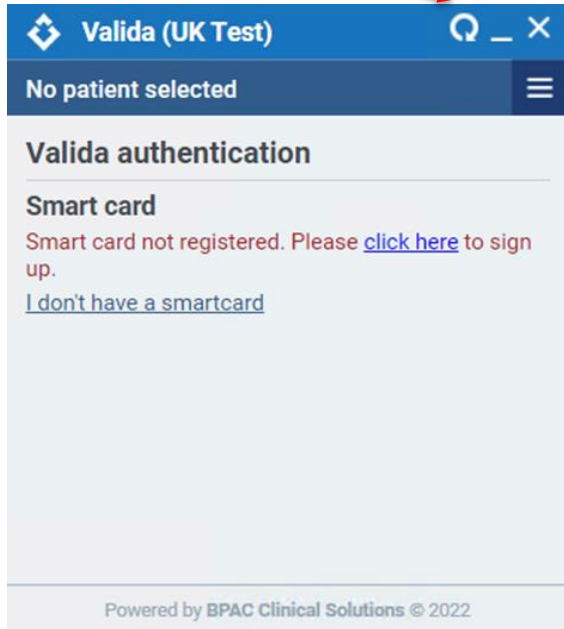 Valida (UK Test)
No patient selected
Valida authentication
Smart card
Smart card not registered. Please click here to sign
up.
I don't have a smartcard
Powered by BPAC Clinical Solutions © 2022